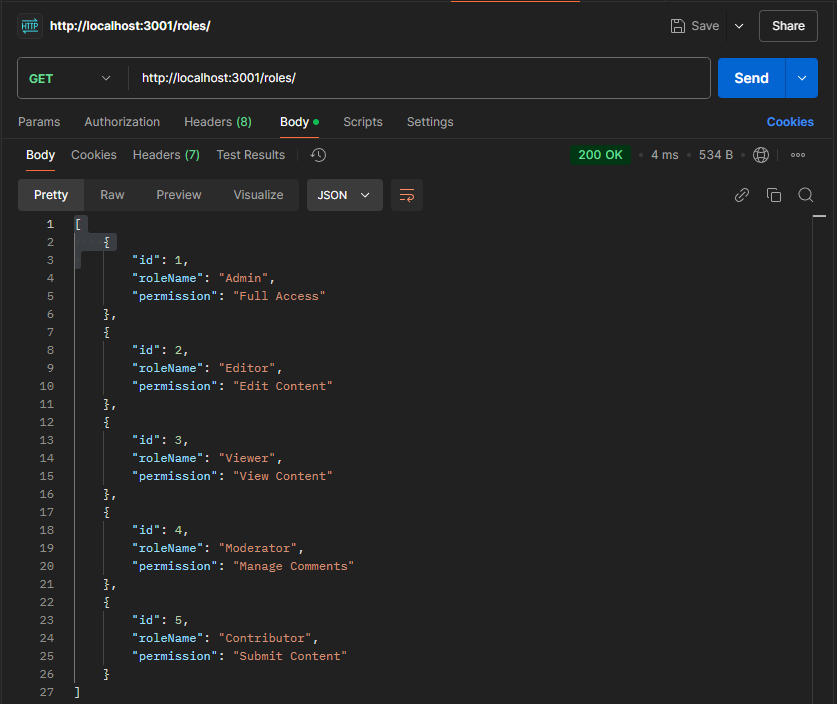 HTTP http://localhost:3001/roles/ Save Share
GET http://localhost:3001/roles/ Send
Params Authorization Headers (8) Body Scripts Settings Cookies
Body Cookies Headers (7) Test Results 200 OK • 4 ms • 534 B •
Pretty Raw Preview Visualize JSON
1 [
2 {
3 "id": 1,
4 "roleName": "Admin",
5 "permission": "Full Access"
6 },
7 {
8 "id": 2,
9 "roleName": "Editor",
10 "permission": "Edit Content"
11 },
12 {
13 "id": 3,
14 "roleName": "Viewer",
15 "permission": "View Content"
16 },
17 {
18 "id": 4,
19 "roleName": "Moderator",
20 "permission": "Manage Comments"
21 },
22 {
23 "id": 5,
24 "roleName": "Contributor",
25 "permission": "Submit Content"
26 }
27 ]